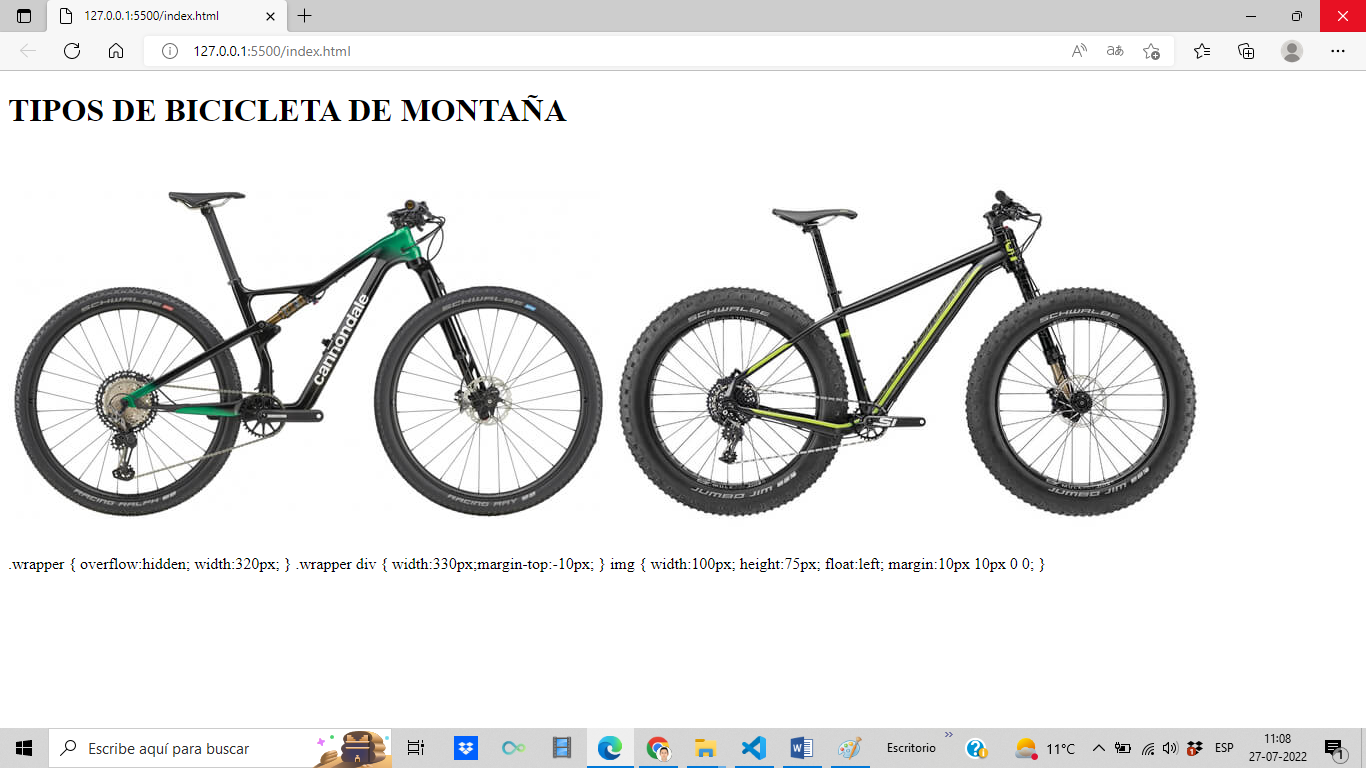 127.0.0.1:5500/index.html
127.0.0.1:5500/index.html
TIPOS DE BICICLETA DE MONTAÑA
SCHWALBE
SCHWALBE
cannondale
RACING RALPH
RACING RAY
SCHWALBE
SCHWALBE
JUMBO JIM
JUMBO JIM
.wrapper { overflow:hidden; width:320px; } .wrapper div { width:330px;margin-top:-10px; } img { width:100px; height:75px; float:left; margin:10px 10px 0 0; }
Escribe aquí para buscar
Escritorio
11°C
ESP
11:08
27-07-2022
1